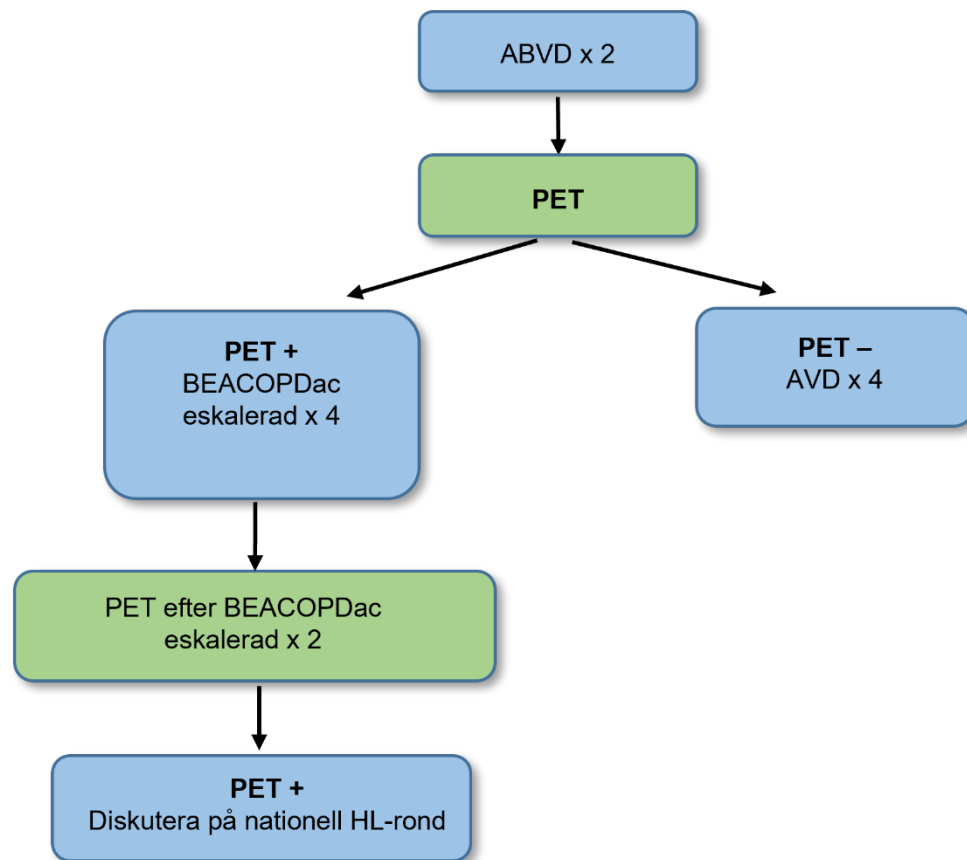 ABVD x 2
PET
PET +
BEACOPDac
eskalerad x 4
PET –
AVD x 4
PET efter BEACOPDac
eskalerad x 2
PET +
Diskutera på nationell HL-rond